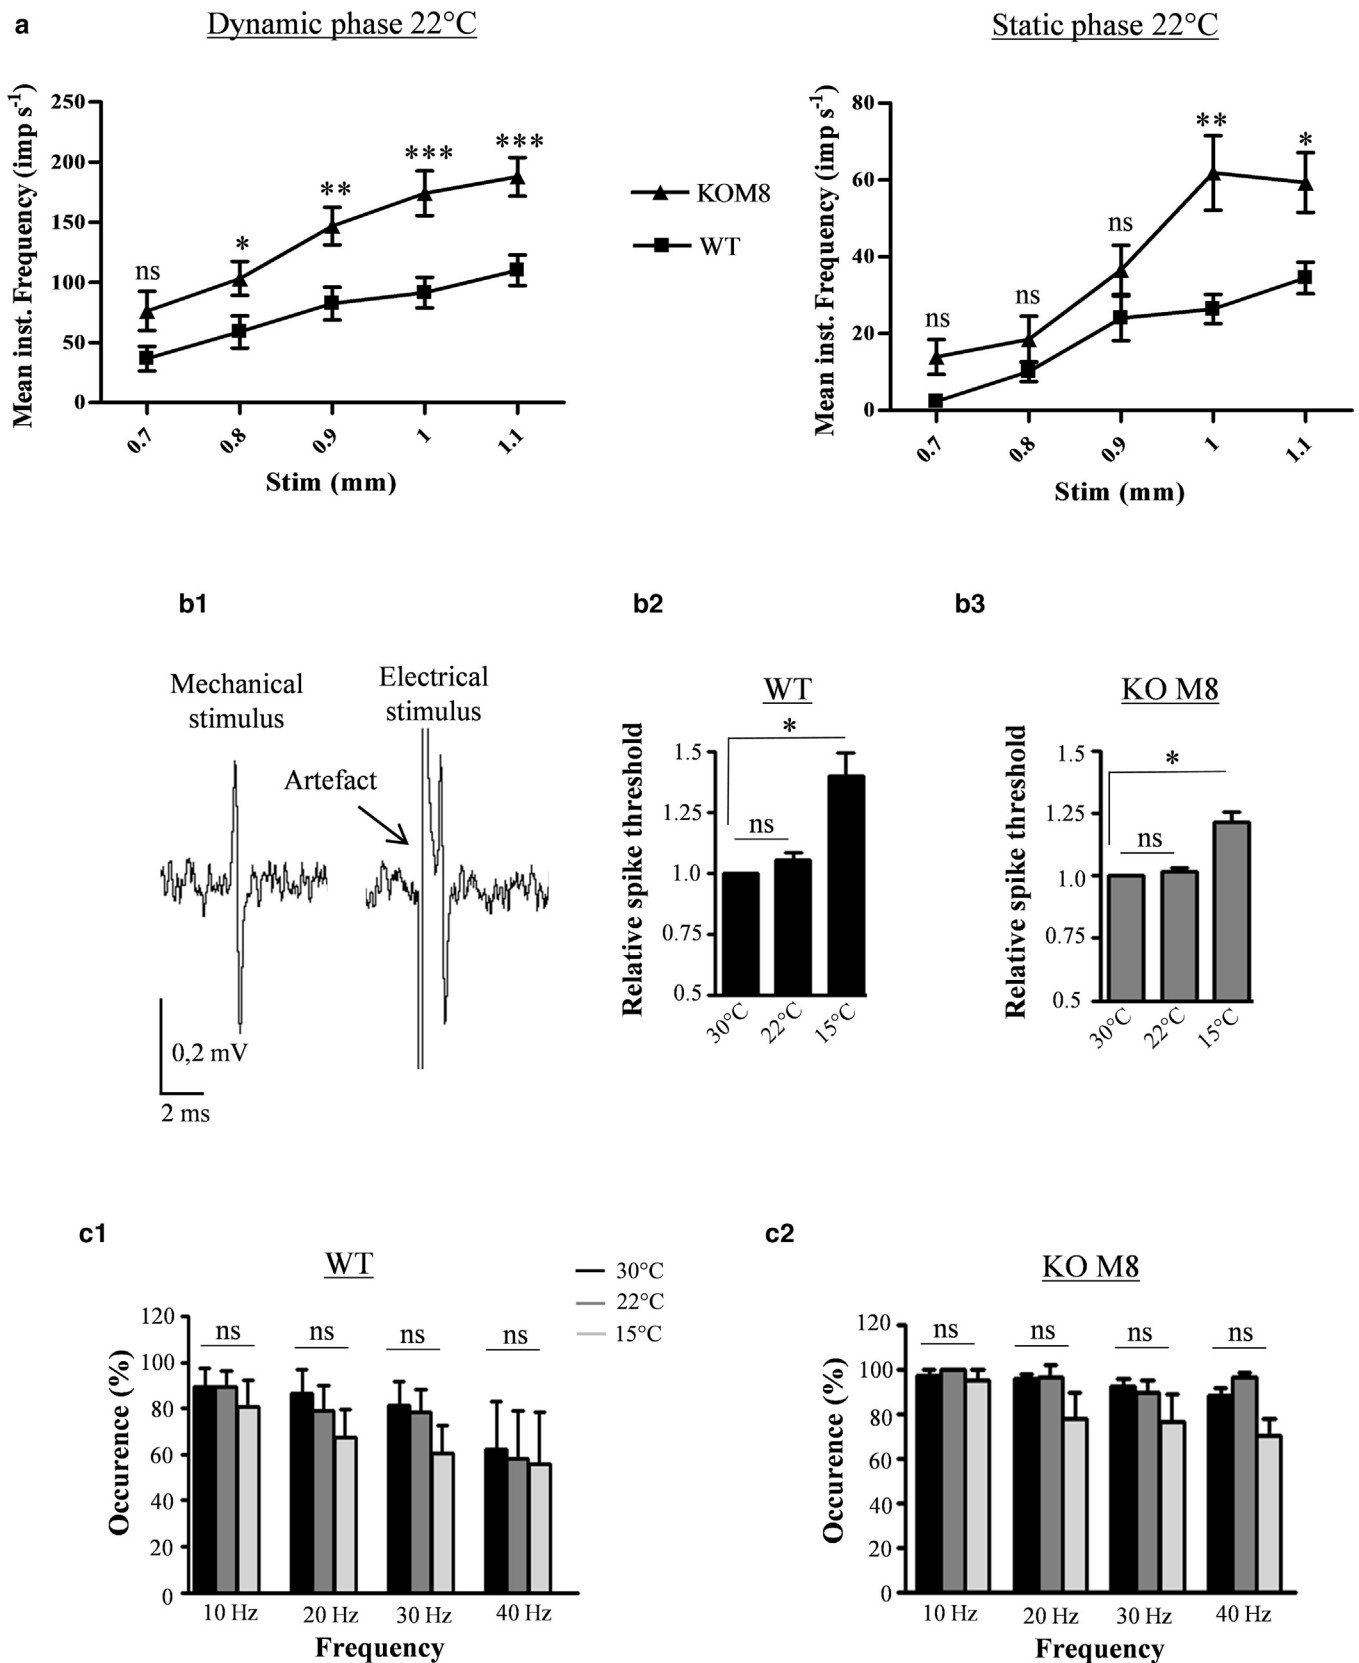 a
Dynamic phase 22°C
Static phase 22°C
Mean inst. Frequency (imp s-1)
250
200
150
100
50
0
ns
*
**
***
***
0.7
0.8
0.9
1
1.1
Stim (mm)
KOM8
WT
Mean inst. Frequency (imp s-1)
80
60
40
20
0
ns
ns
ns
**
*
0.7
0.8
0.9
1
1.1
Stim (mm)
b1
Mechanical
stimulus
Electrical
stimulus
Artefact
0,2 mV
2 ms
b2
WT
Relative spike threshold
1.5
1.25
1.0
0.75
0.5
ns
*
30°C
22°C
15°C
b3
KO M8
Relative spike threshold
1.5
1.25
1.0
0.75
0.5
ns
*
30°C
22°C
15°C
c1
WT
Occurence (%)
120
100
80
60
40
20
0
ns
ns
ns
ns
10 Hz
20 Hz
30 Hz
40 Hz
Frequency
30°C
22°C
15°C
c2
KO M8
Occurence (%)
120
100
80
60
40
20
0
ns
ns
ns
ns
10 Hz
20 Hz
30 Hz
40 Hz
Frequency